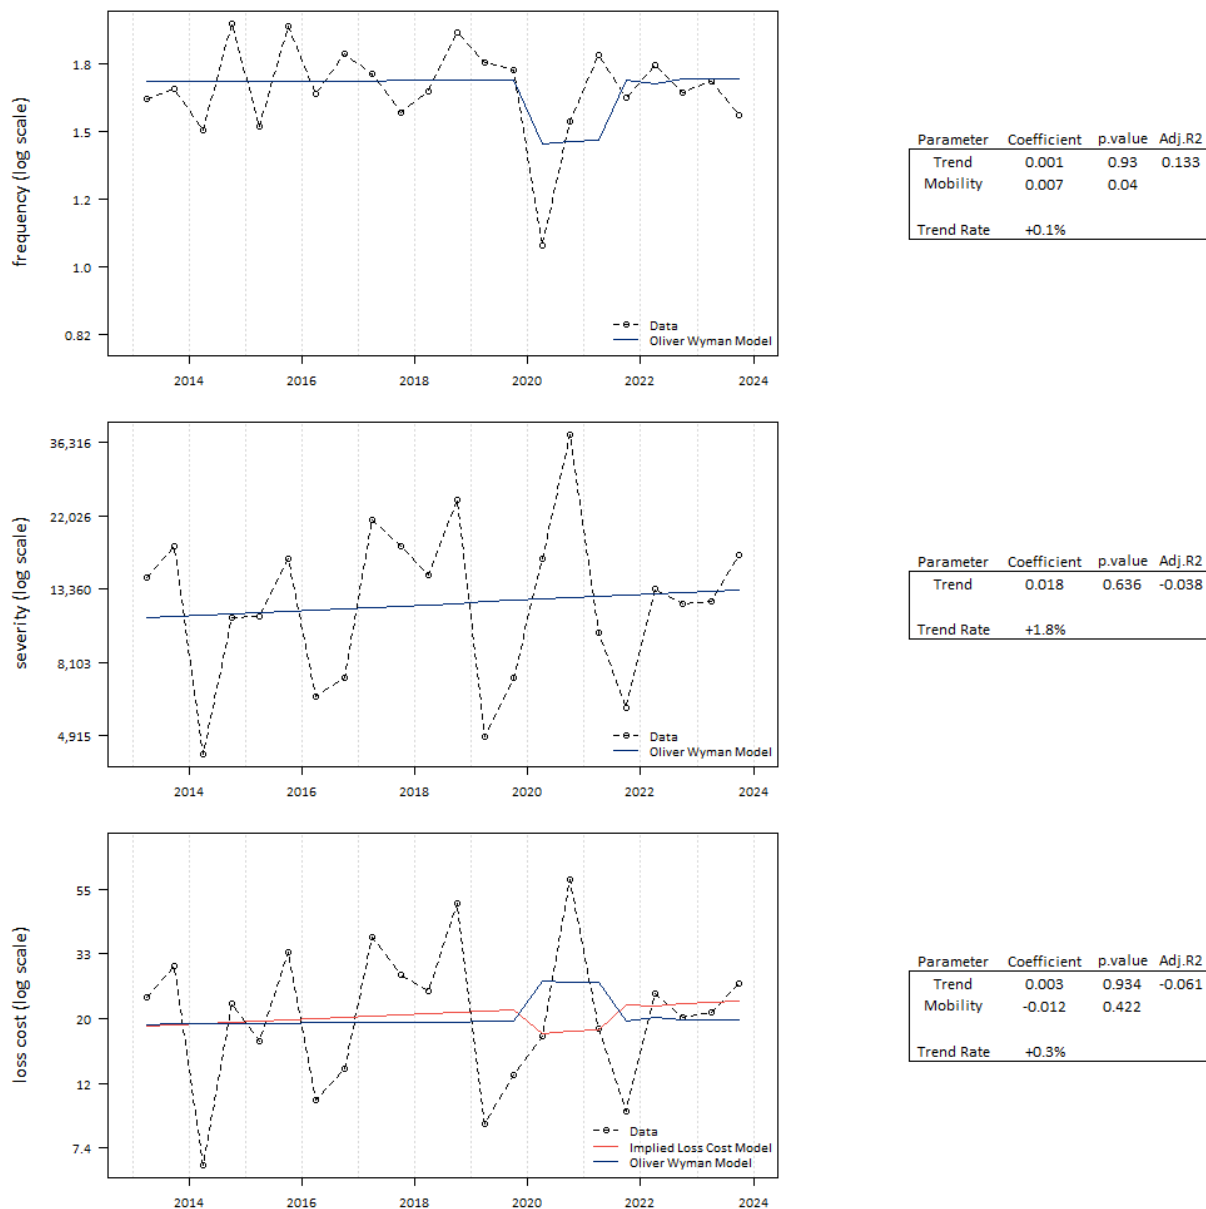 frequency (log scale)
1.8
1.5
1.2
1.0
0.82
Data
Oliver Wyman Model
2014 2016 2018 2020 2022 2024
Parameter Coefficient p.value Adj.R2
Trend 0.001 0.93 0.133
Mobility 0.007 0.04
Trend Rate +0.1%
severity (log scale)
36,316
22,026
13,360
8,103
4,915
Data
Oliver Wyman Model
2014 2016 2018 2020 2022 2024
Parameter Coefficient p.value Adj.R2
Trend 0.018 0.636 -0.038
Trend Rate +1.8%
loss cost (log scale)
55
33
20
12
7.4
Data
Implied Loss Cost Model
Oliver Wyman Model
2014 2016 2018 2020 2022 2024
Parameter Coefficient p.value Adj.R2
Trend 0.003 0.934 -0.061
Mobility -0.012 0.422
Trend Rate +0.3%